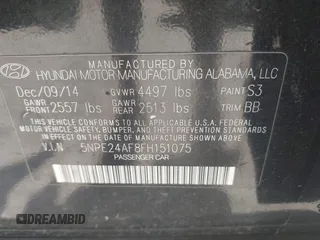 MANUFACTURED BY
HYUNDAI MOTOR MANUFACTURING ALABAMA, LLC
Dec/09/14 GVWR 4497 lbs PAINT S3
GAWR FRONT 2557 lbs GAWR REAR 2513 lbs TRIM BB
THIS VEHICLE CONFORMS TO ALL APPLICABLE
U.S. FEDERAL MOTOR VEHICLE SAFETY, BUMPER, AND
THEFT PREVENTION STANDARDS IN EFFECT ON
THE DATE OF MANUFACTURE SHOWN ABOVE.
V.I.N. 5NPE24AF8FH151075
PASSENGER CAR
DREAMBID